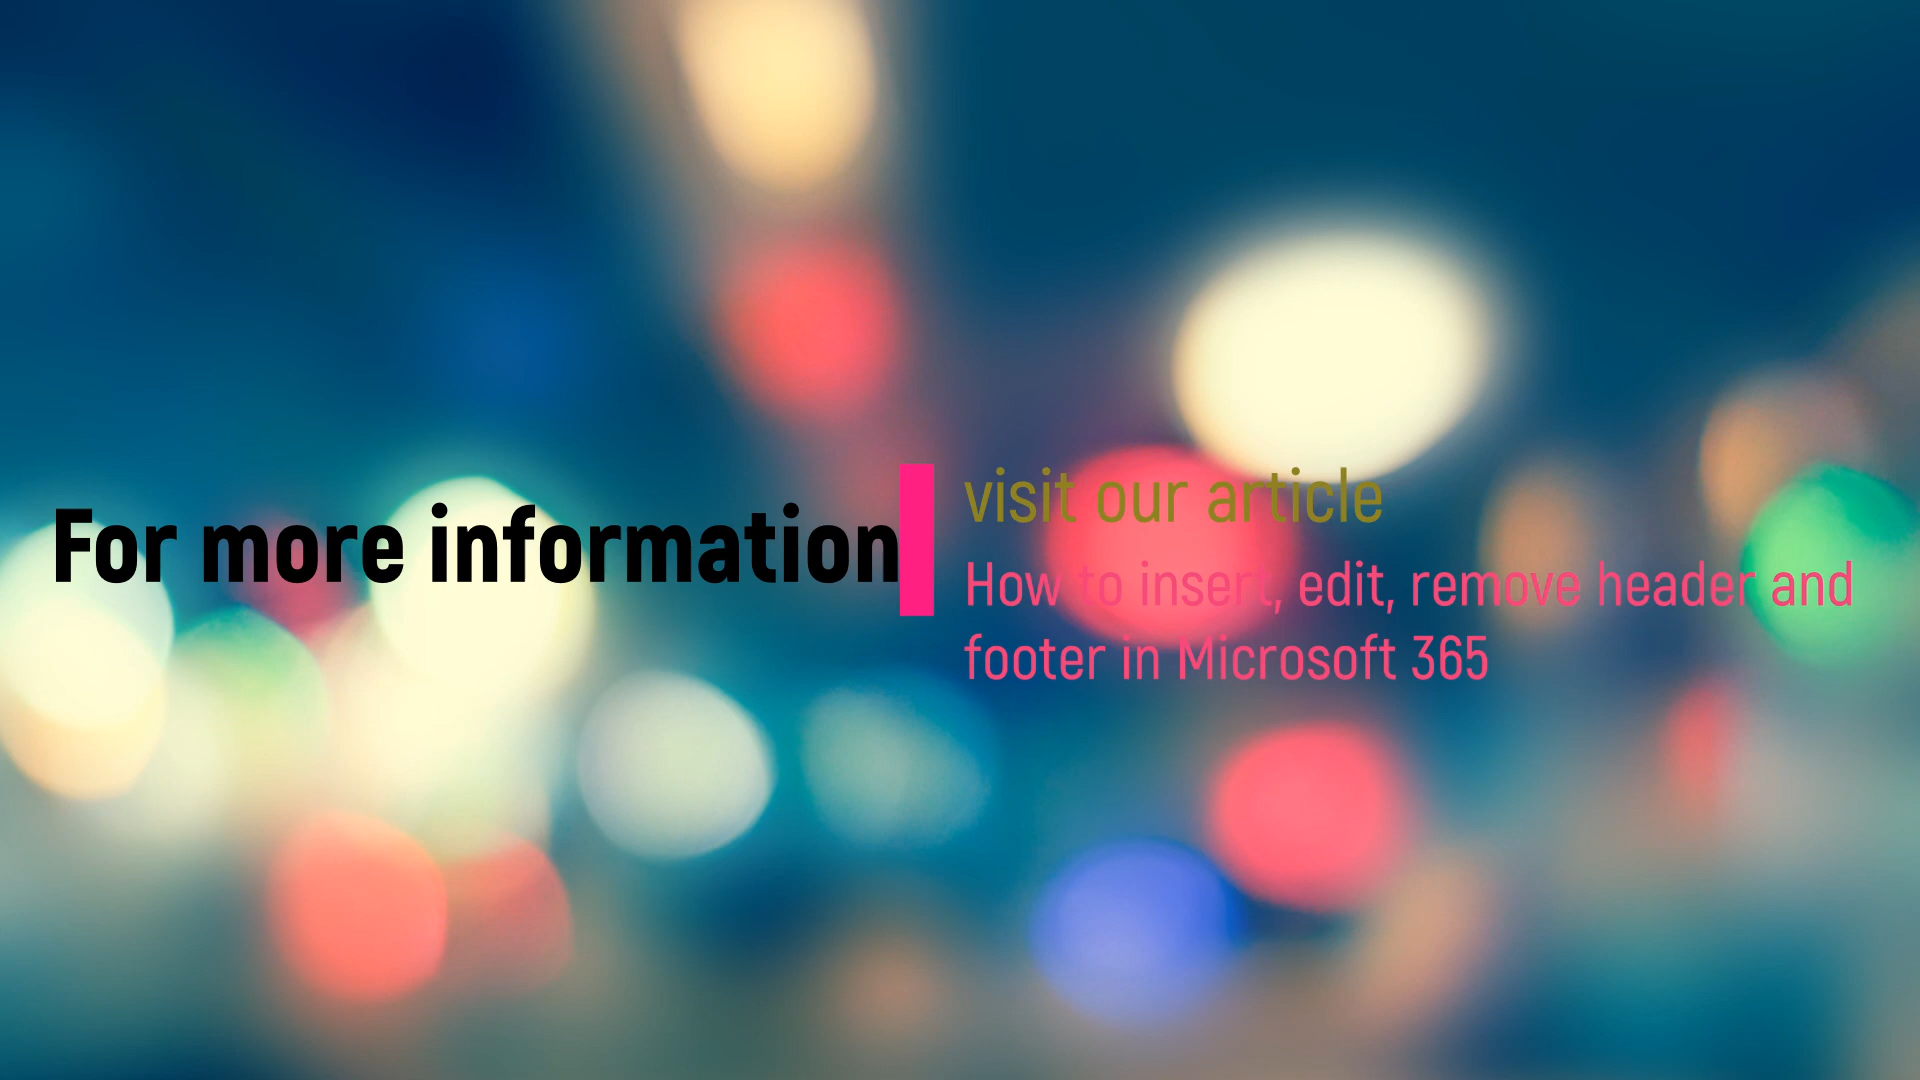 For more information
visit our article
How to insert, edit, remove header and
footer in Microsoft 365